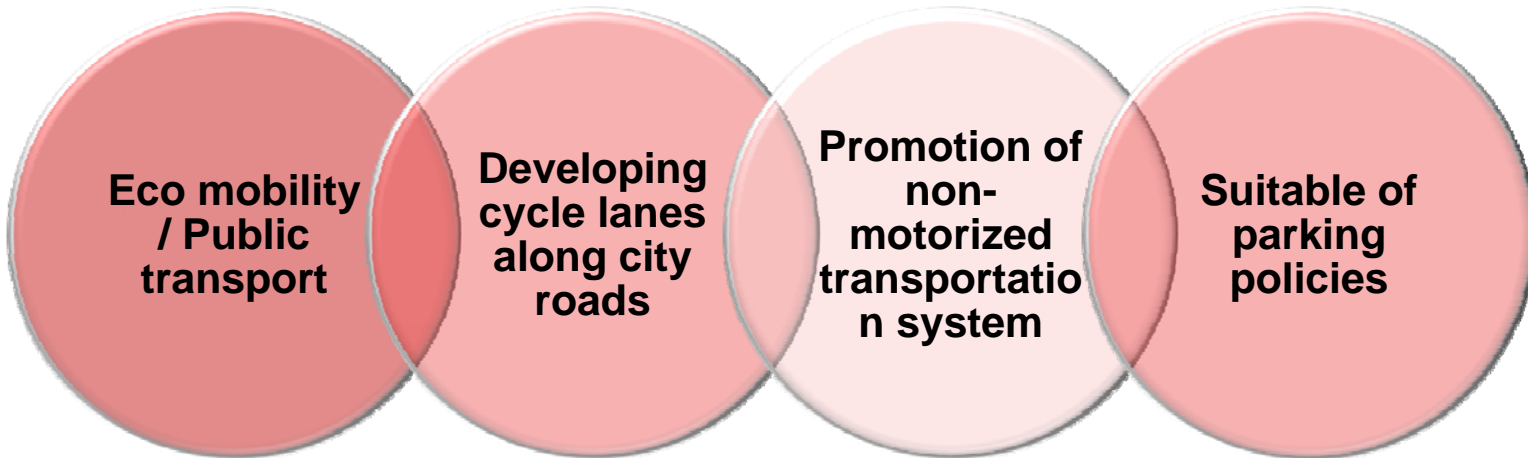 Eco mobility
/ Public
transport
Developing
cycle lanes
along city
roads
Promotion of
non-
motorized
transportatio
n system
Suitable of
parking
policies